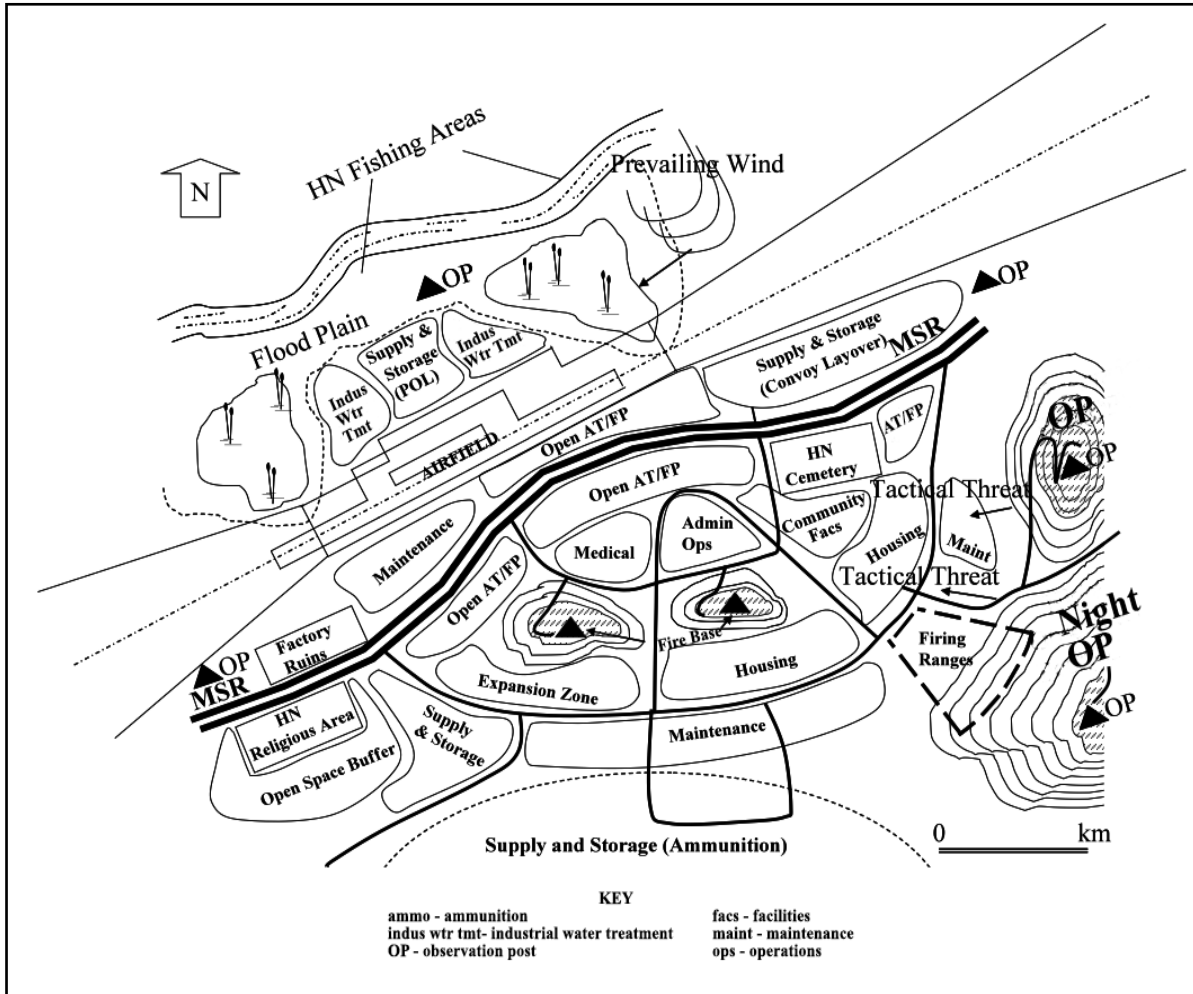 HN Fishing Areas
Prevailing Wind
N
OP
OP
Flood Plain
Indus
Wtr
Tmt
Supply &
Storage
(POL)
Indus
Wtr Tmt
Supply & Storage
(Convoy Layover)
MSR
AIRFIELD
Open AT/FP
AT/FP
HN
Cemetery
OP
OP
Open AT/FP
Tactical Threat
Community
Facs
Admin
Ops
Medical
Maintenance
Housing
Maint
Open AT/FP
Tactical Threat
Night
OP
OP
Factory
Ruins
Fire Base
Firing
Ranges
Housing
OP
MSR
Expansion Zone
HN
Religious Area
Supply
& Storage
Maintenance
Open Space Buffer
0
km
Supply and Storage (Ammunition)
KEY
ammo - ammunition
indus wtr tmt- industrial water treatment
OP - observation post
facs - facilities
maint - maintenance
ops - operations